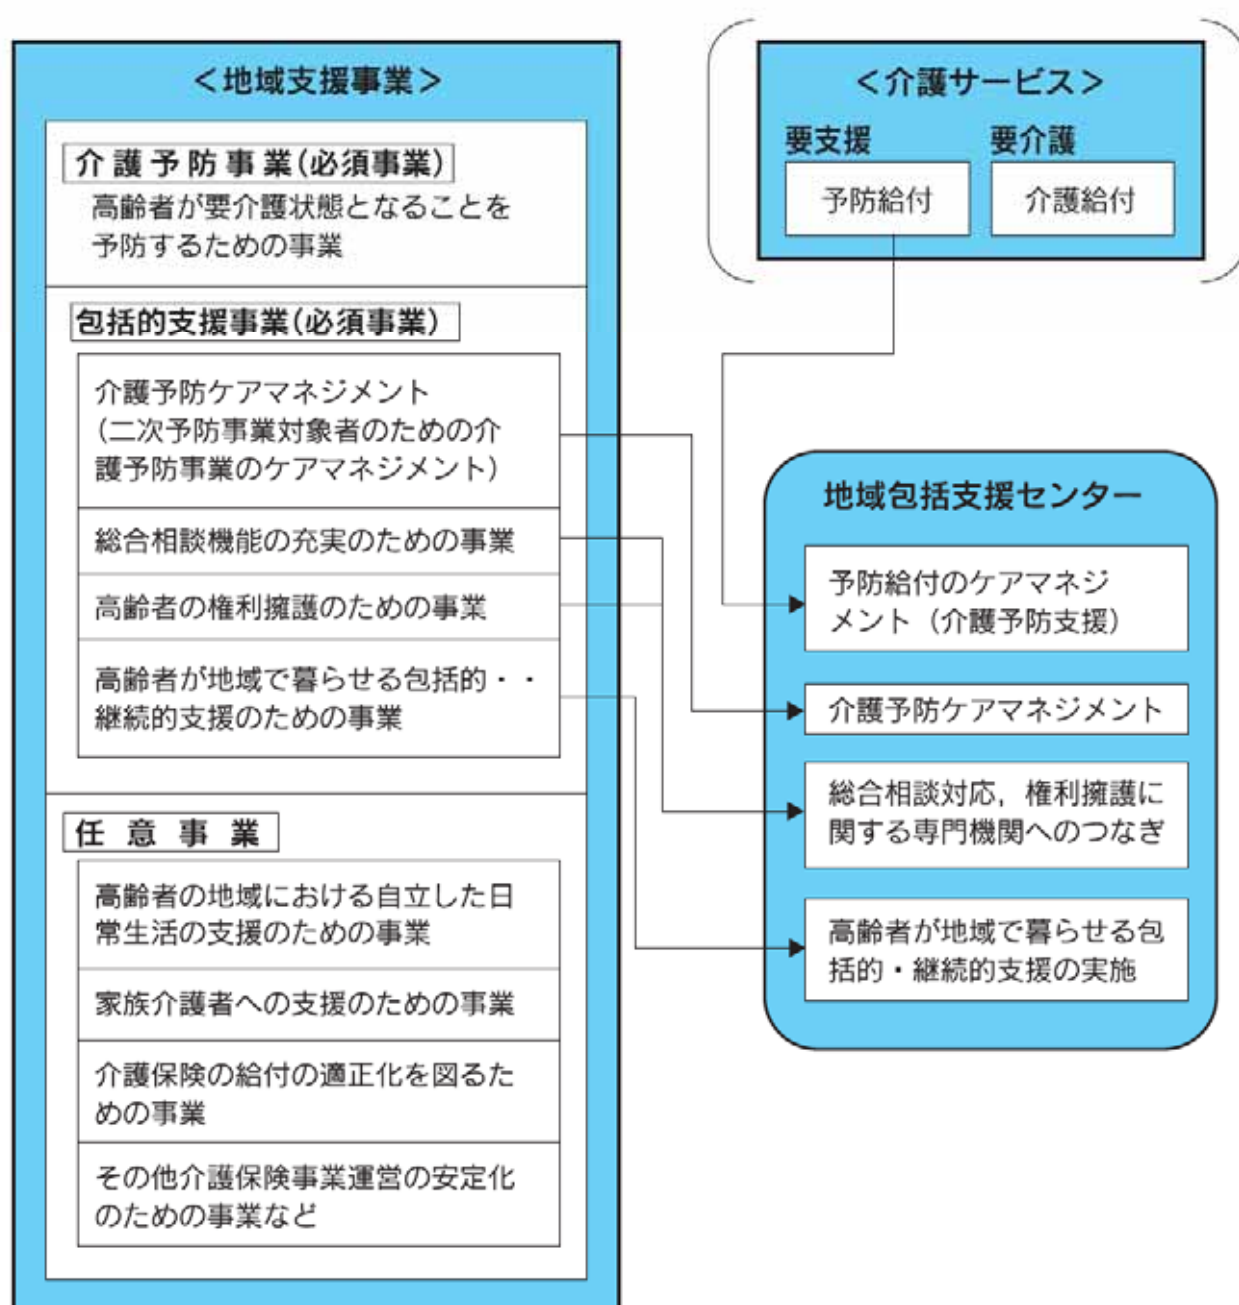 ＜地域支援事業＞
介護予防事業(必須事業)
高齢者が要介護状態となることを
予防するための事業
包括的支援事業(必須事業)
介護予防ケアマネジメント
(二次予防事業対象者のための介
護予防事業のケアマネジメント)
総合相談機能の充実のための事業
高齢者の権利擁護のための事業
高齢者が地域で暮らせる包括的・・
継続的支援のための事業
任意事業
高齢者の地域における自立した日
常生活の支援のための事業
家族介護者への支援のための事業
介護保険の給付の適正化を図るた
めの事業
その他介護保険事業運営の安定化
のための事業など
＜介護サービス＞
要支援 要介護
予防給付 介護給付
地域包括支援センター
予防給付のケアマネジ
メント（介護予防支援）
介護予防ケアマネジメント
総合相談対応，権利擁護に
関する専門機関へのつなぎ
高齢者が地域で暮らせる包
括的・継続的支援の実施